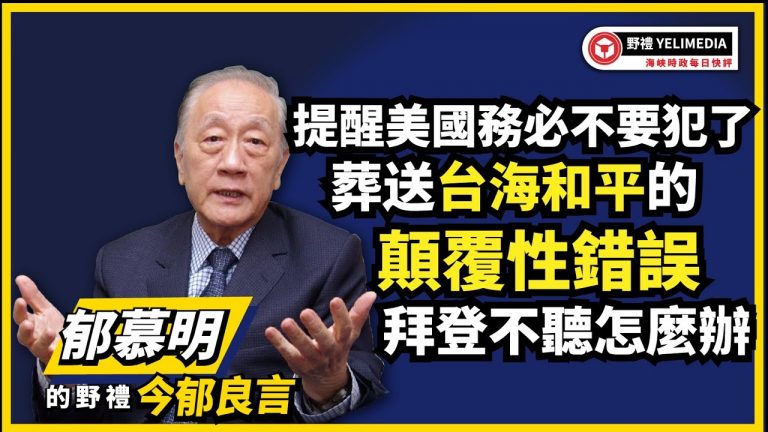 野禮 YELIMEDIA
海峽時政每日快評
提醒美國務必不要犯了
葬送台海和平的
顛覆性錯誤
拜登不聽怎麼辦
郁慕明
的野禮 今郁良言